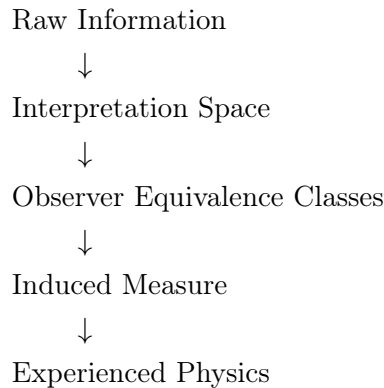 Raw Information
↓
Interpretation Space
↓
Observer Equivalence Classes
↓
Induced Measure
↓
Experienced Physics